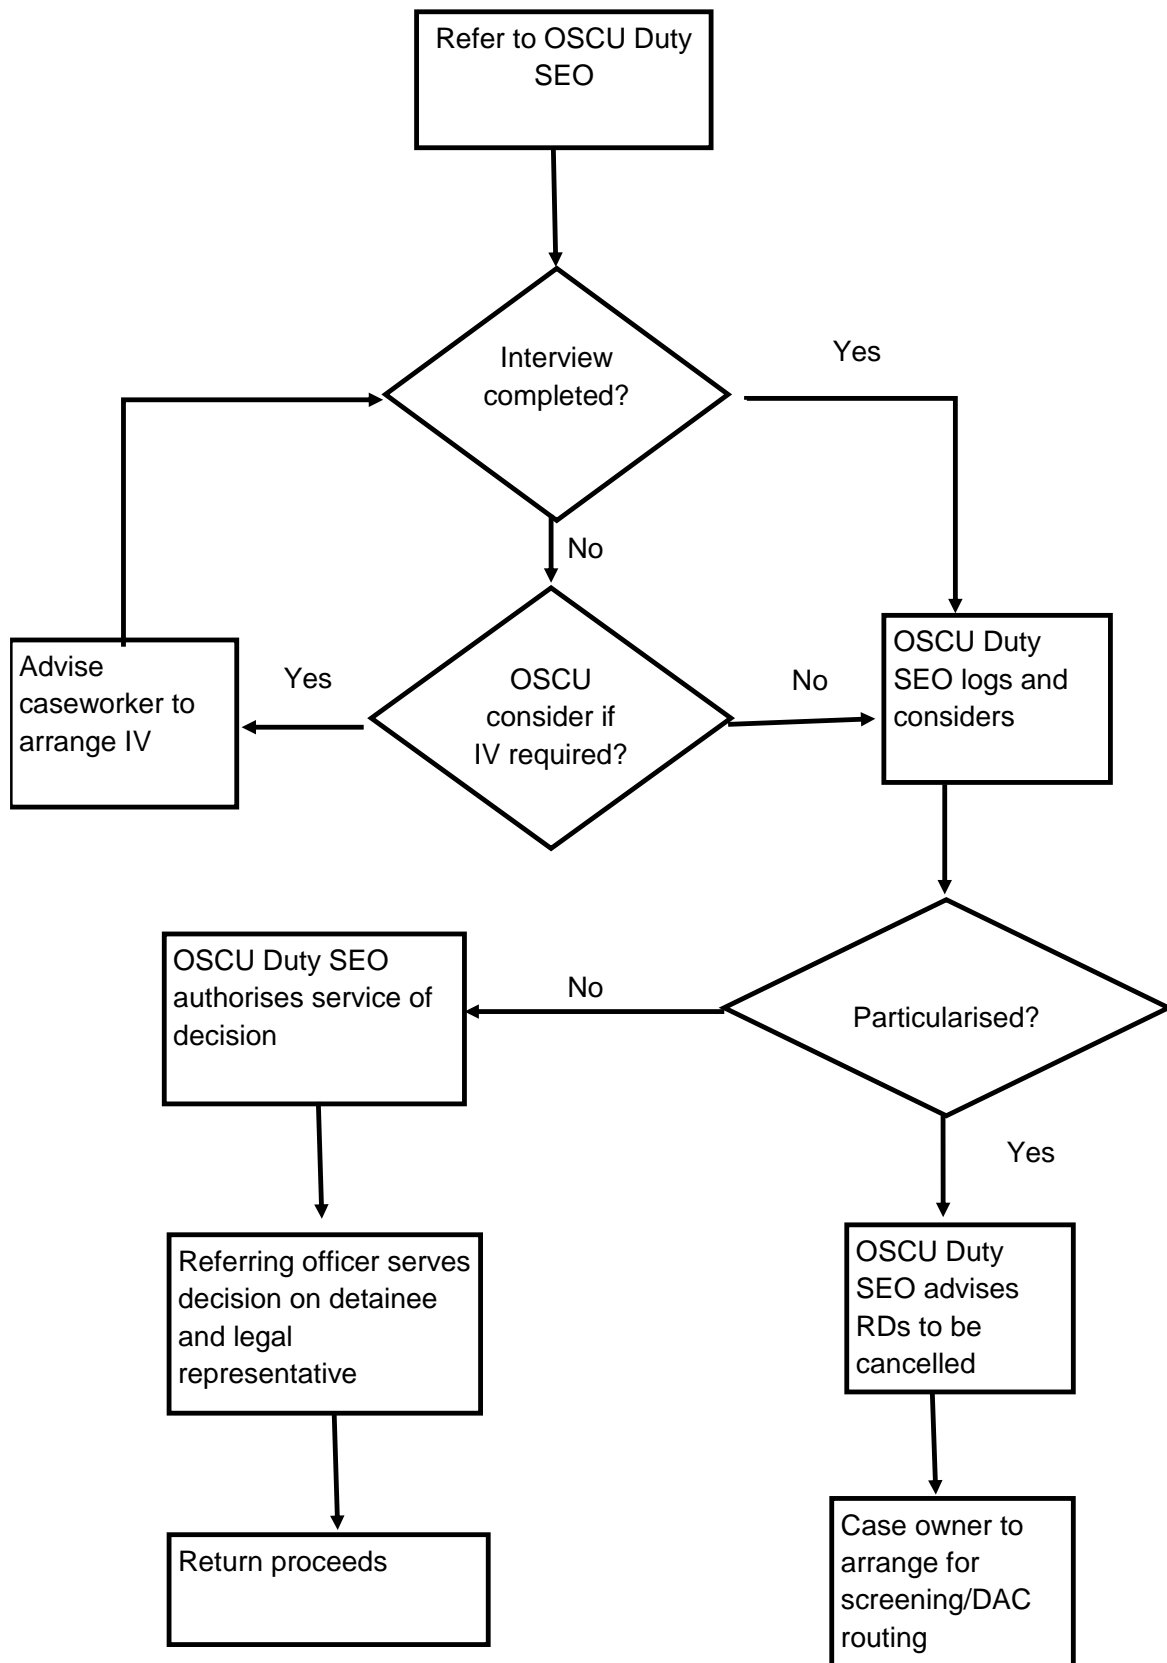 Refer to OSCU Duty
SEO
Interview
completed?
Yes
No
Advise
caseworker to
arrange IV
Yes
OSCU
consider if
IV required?
No
OSCU Duty
SEO logs and
considers
OSCU Duty SEO
authorises service of
decision
No
Particularised?
Yes
Referring officer serves
decision on detainee
and legal
representative
OSCU Duty
SEO advises
RDs to be
cancelled
Return proceeds
Case owner to
arrange for
screening/DAC
routing